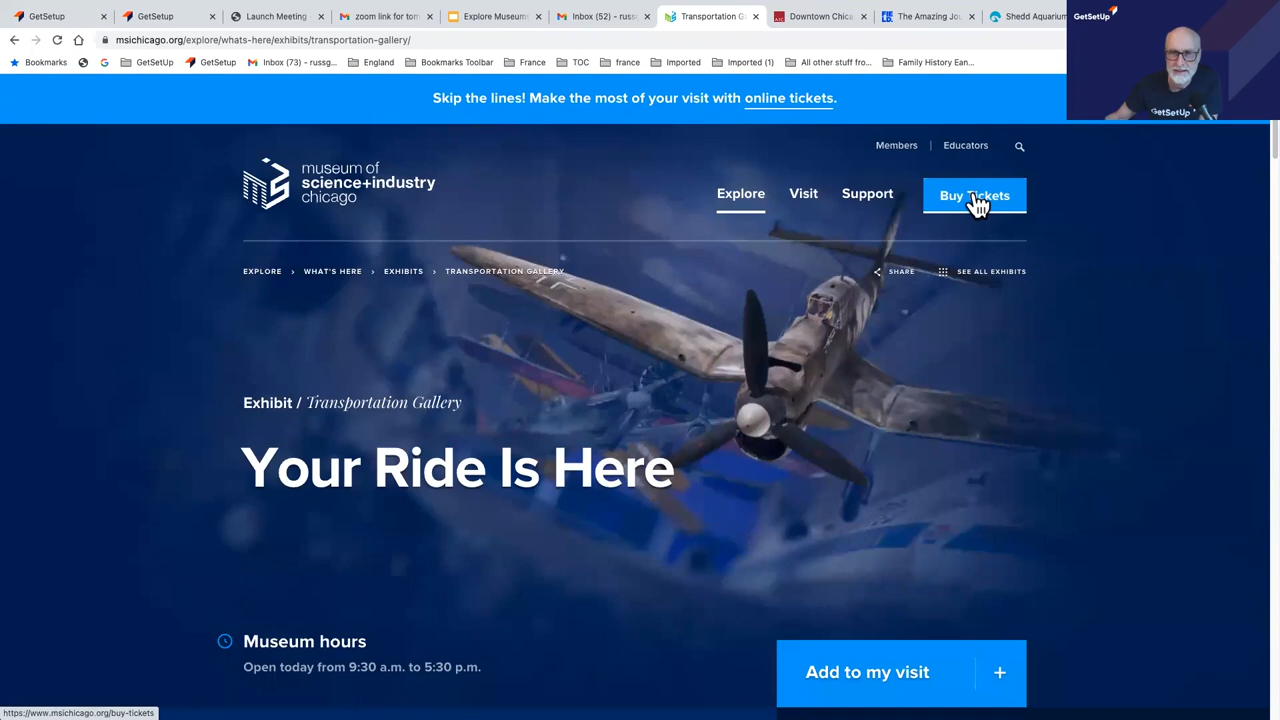 GetSetUp
GetSetUp
Launch Meeting
zoom link for tom
Explore Museums
Inbox (52) - russg
Transportation G
Downtown Chica
The Amazing Jou
Shedd Aquarium
msichicago.org/explore/whats-here/exhibits/transportation-gallery/
Bookmarks
GetSetUp
GetSetup
Inbox (73) - russg...
England
Bookmarks Toolbar
France
TOC
france
Imported
Imported (1)
All other stuff fro...
Family History Ean...
GetSetUp
GetSetUp
Skip the lines! Make the most of your visit with online tickets.
Members | Educators
museum of
science+industry
chicago
Explore
Visit
Support
Buy Tickets
EXPLORE > WHAT'S HERE > EXHIBITS > TRANSPORTATION GALLERY
SHARE
SEE ALL EXHIBITS
Exhibit / Transportation Gallery
Your Ride Is Here
Museum hours
Open today from 9:30 a.m. to 5:30 p.m.
Add to my visit +
https://www.msichicago.org/buy-tickets